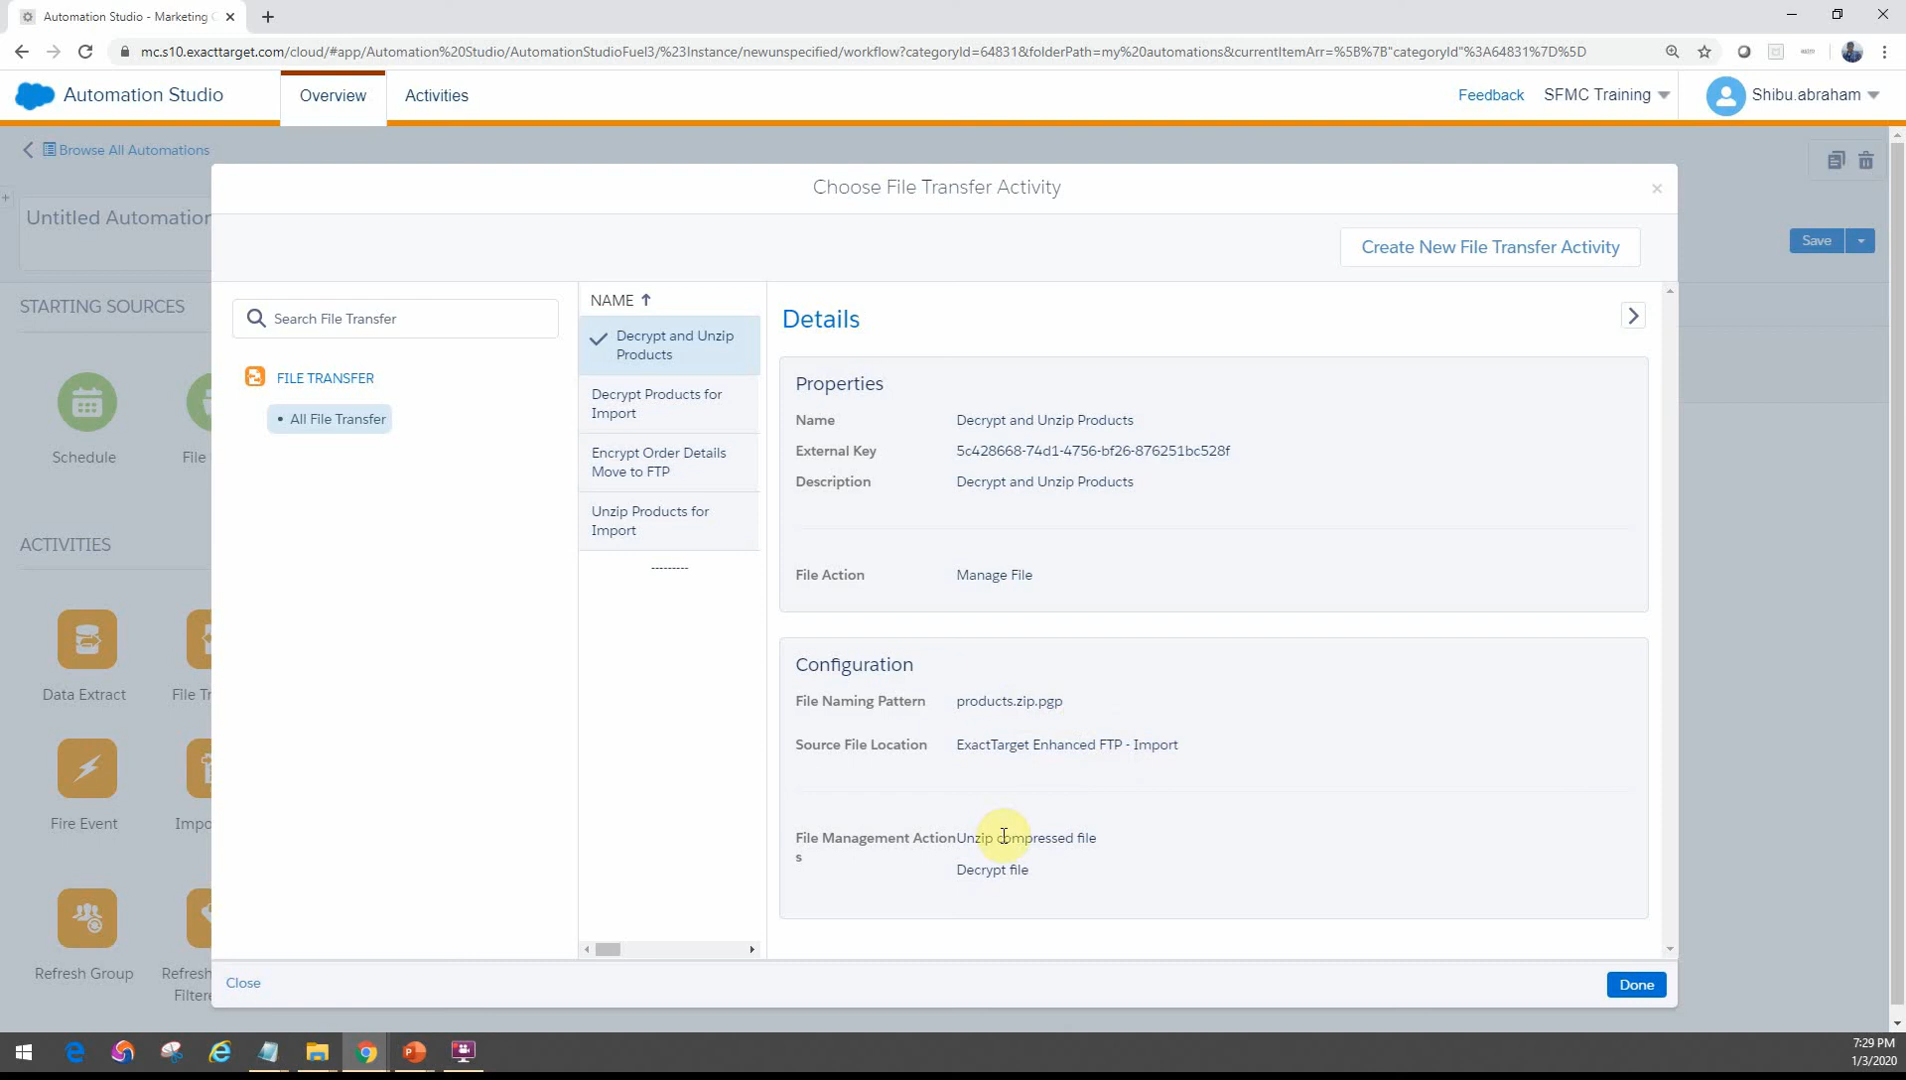 Automation Studio - Marketing C
mc.s10.exacttarget.com/cloud/#app/Automation%20Studio/AutomationStudioFuel3/%23Instance/newunspecified/workflow?categoryId=64831&folderPath=my%20automations&currentItemArr=%5B%7B"categoryId"%3A64831%7D%5D
Automation Studio
Overview
Activities
Feedback
SFMC Training
Shibu.abraham
Browse All Automations
Untitled Automation
Save
STARTING SOURCES
Schedule
File
ACTIVITIES
Data Extract
File Tr
Fire Event
Impo
Refresh Group
Refresh
Filtere
Choose File Transfer Activity
Create New File Transfer Activity
Search File Transfer
FILE TRANSFER
• All File Transfer
NAME
Decrypt and Unzip
Products
Decrypt Products for
Import
Encrypt Order Details
Move to FTP
Unzip Products for
Import
---------
Details
Properties
Name Decrypt and Unzip Products
External Key 5c428668-74d1-4756-bf26-876251bc528f
Description Decrypt and Unzip Products
File Action Manage File
Configuration
File Naming Pattern products.zip.pgp
Source File Location ExactTarget Enhanced FTP - Import
File Management Action Unzip compressed file
s
Decrypt file
Close
Done
7:29 PM
1/3/2020